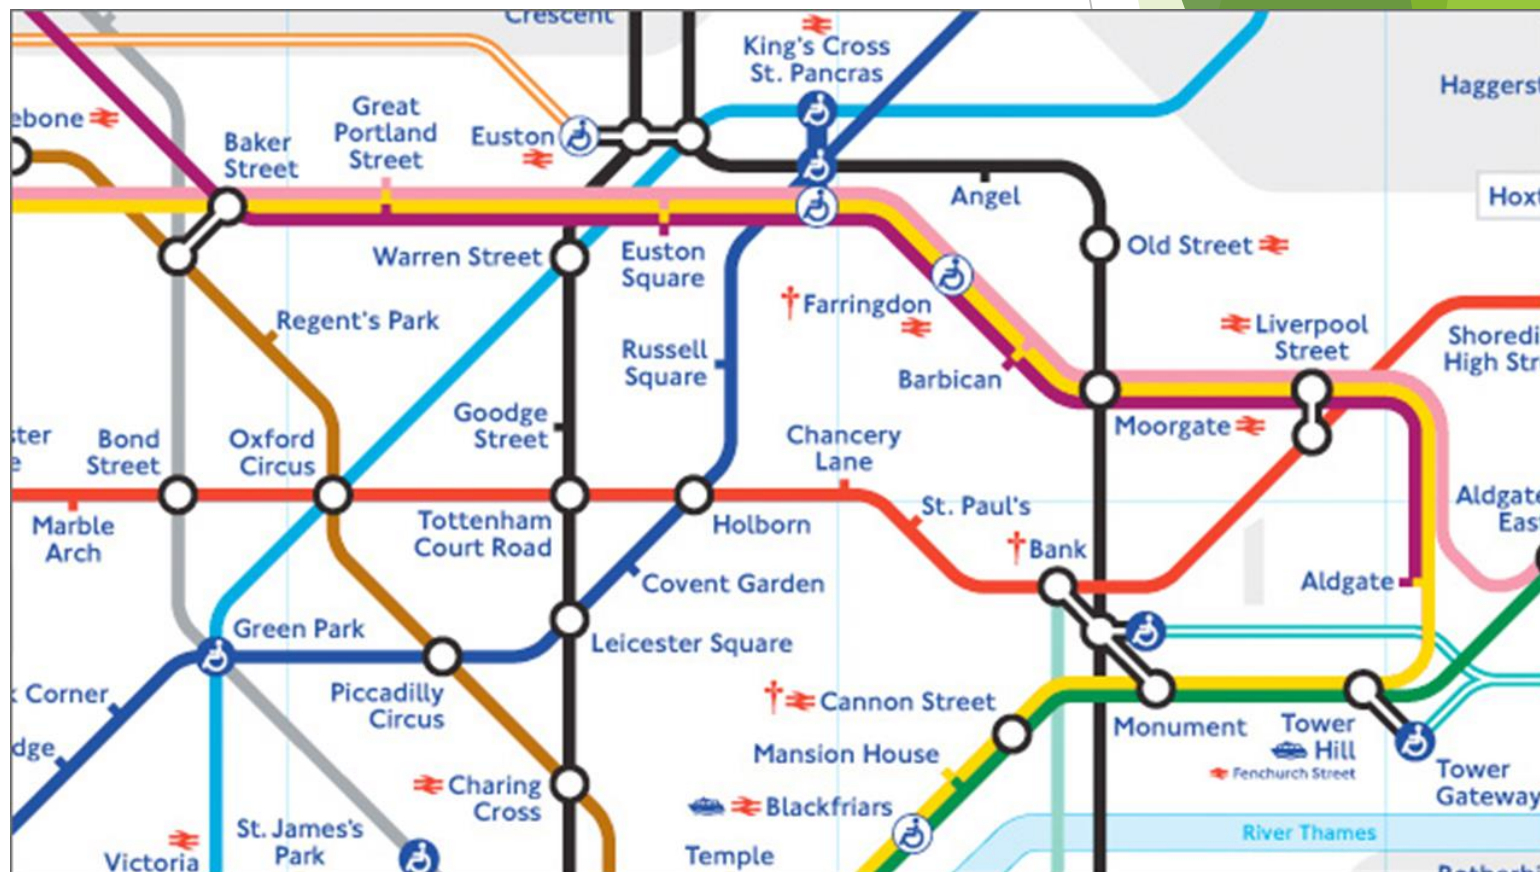 Crescent
King's Cross
St. Pancras
Haggerst
ebone
Great
Portland
Street
Baker
Street
Euston
Angel
Hoxt
Old Street
Warren Street
Euston
Square
†Farringdon
Regent's Park
Liverpool
Street
Shoredi
High Str
Russell
Square
Barbican
Goodge
Street
Moorgate
ster
e
Bond
Street
Oxford
Circus
Chancery
Lane
St. Paul's
Aldgate
Eas
Marble
Arch
Tottenham
Court Road
Holborn
†Bank
Covent Garden
Aldgate
Green Park
Leicester Square
Corner
Piccadilly
Circus
† Cannon Street
Monument
Tower
Hill
Fenchurch Street
dge
Mansion House
Tower
Gateway
Charing
Cross
Blackfriars
St. James's
Park
River Thames
Victoria
Temple